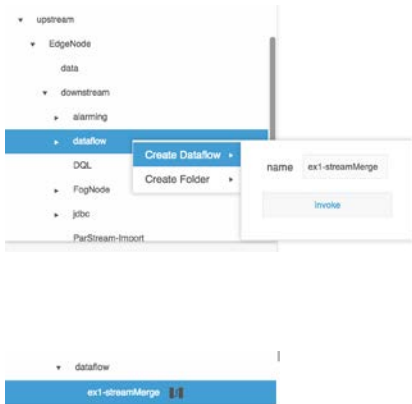 upstream
EdgeNode
data
downstream
alarming
dataflow
Create Dataflow
name ex1-streamMerge
DQL
Create Folder
FogNode
invoke
jdbc
ParStream-Import
dataflow
ex1-streamMerge